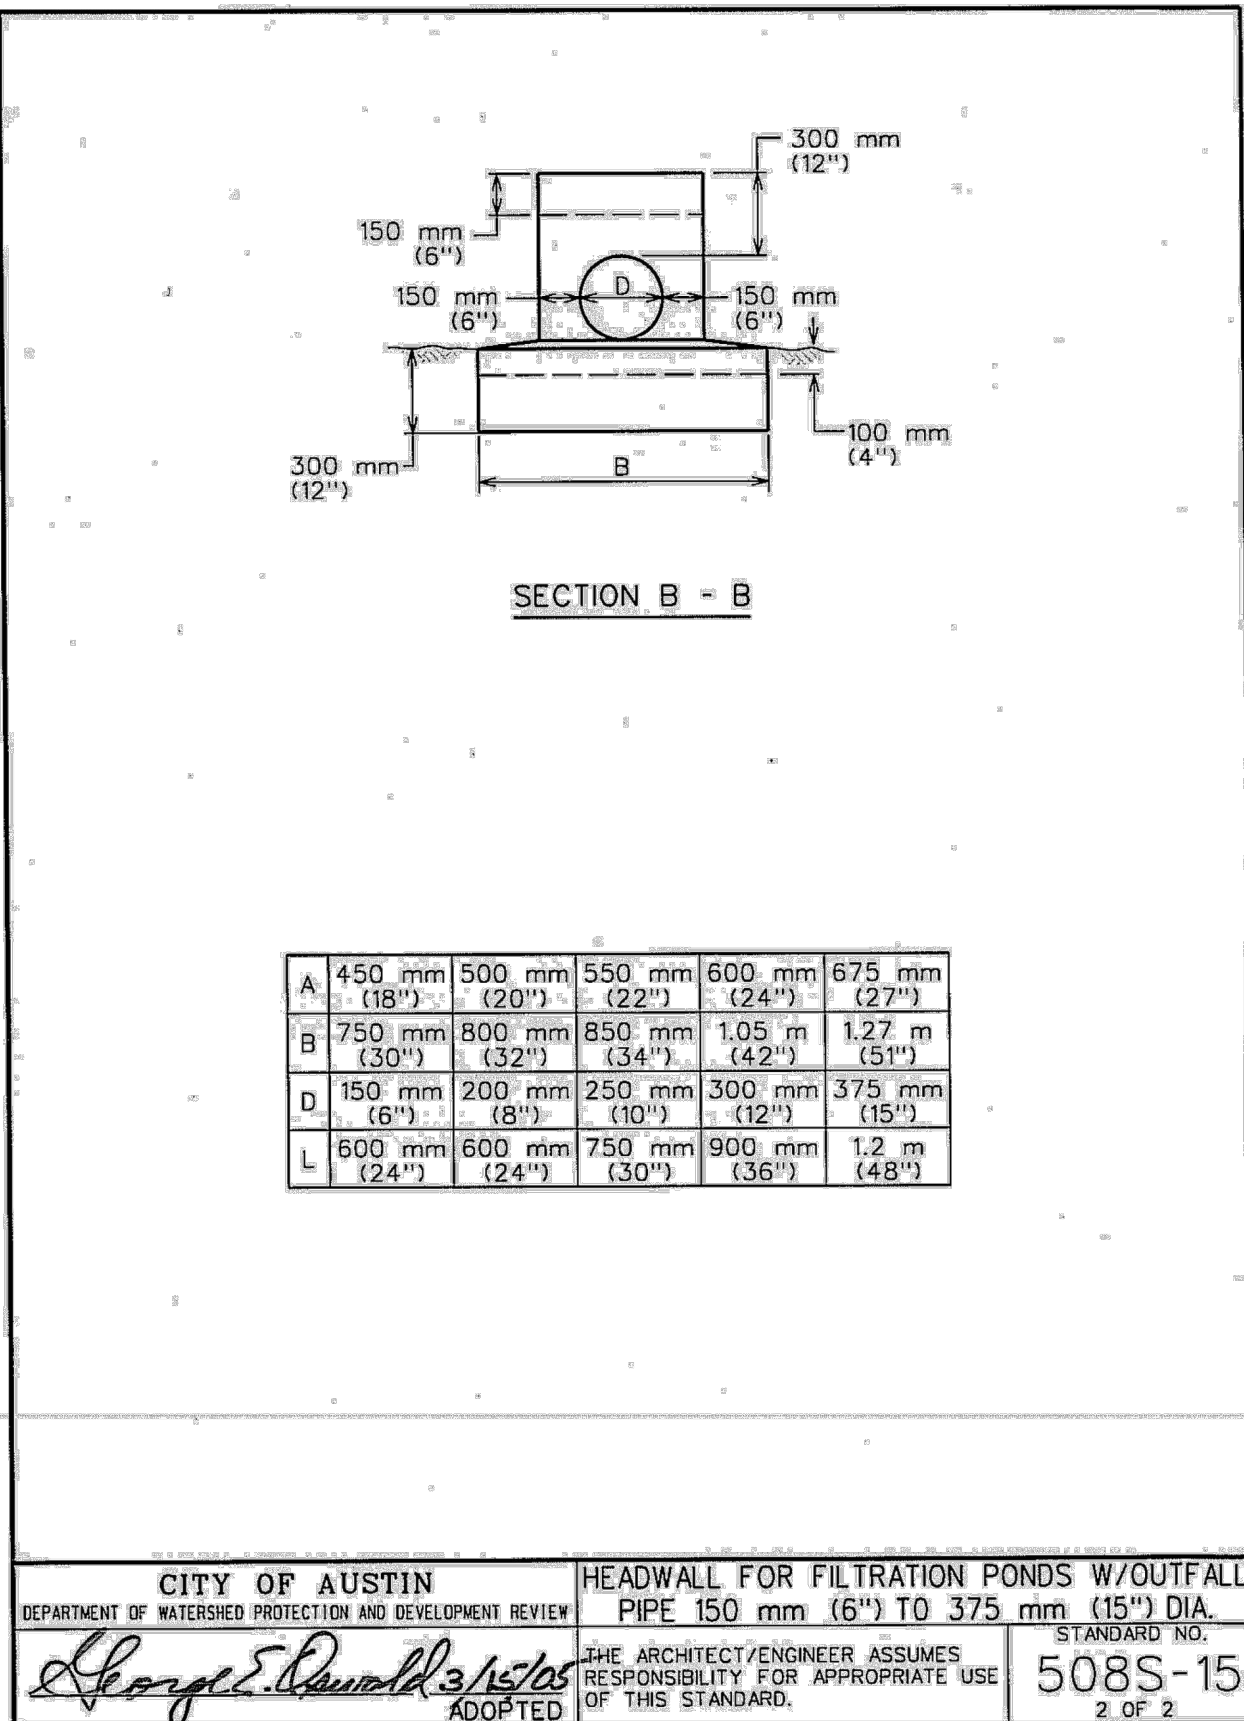 300 mm
(12")
150 mm
(6")
D
150 mm
(6")
150 mm
(6")
100 mm
(4")
300 mm
(12")
B
SECTION B - B
A 450 mm (18") 500 mm (20") 550 mm (22") 600 mm (24") 675 mm (27")
B 750 mm (30") 800 mm (32") 850 mm (34") 1.05 m (42") 1.27 m (51")
D 150 mm (6") 200 mm (8") 250 mm (10") 300 mm (12") 375 mm (15")
L 600 mm (24") 600 mm (24") 750 mm (30") 900 mm (36") 1.2 m (48")
CITY OF AUSTIN
DEPARTMENT OF WATERSHED PROTECTION AND DEVELOPMENT REVIEW
HEADWALL FOR FILTRATION PONDS W/OUTFALL
PIPE 150 mm (6") TO 375 mm (15") DIA.
George E. Oswald 3/15/05
ADOPTED
THE ARCHITECT/ENGINEER ASSUMES
RESPONSIBILITY FOR APPROPRIATE USE
OF THIS STANDARD.
STANDARD NO.
508S-15
2 OF 2